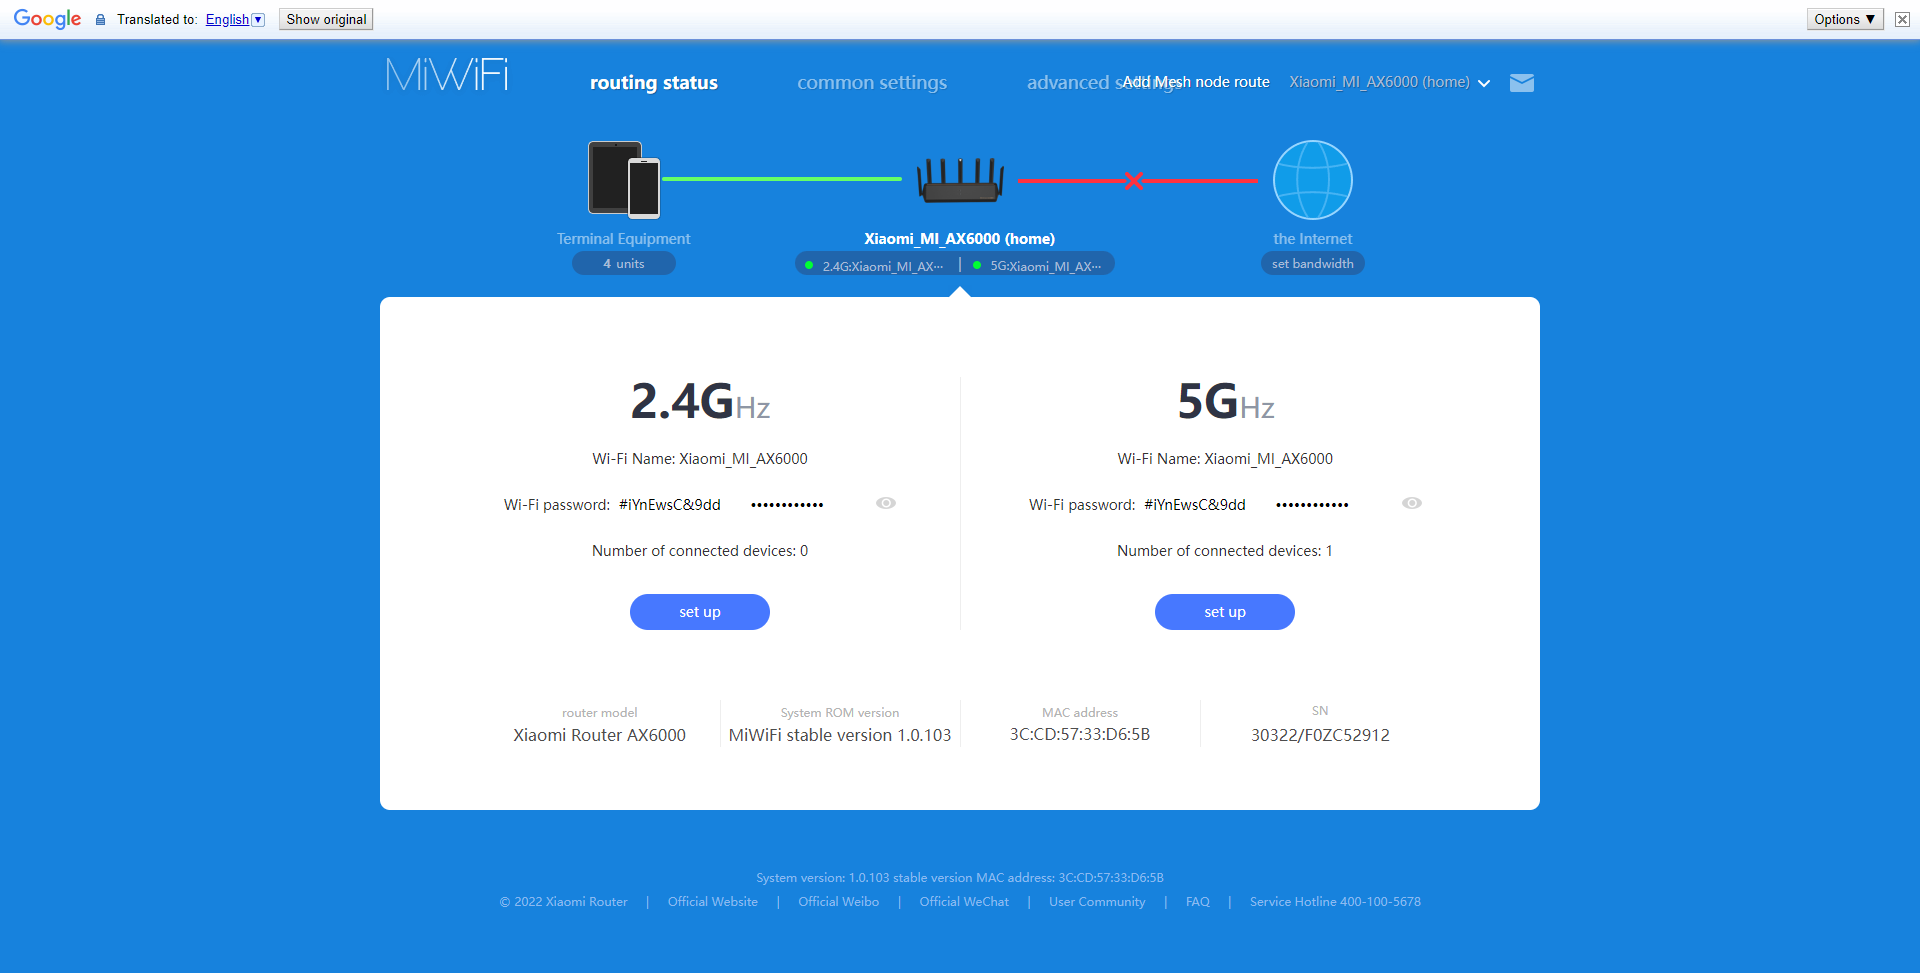 Google Translated to: English ▼ Show original Options ▼
MiWiFi routing status common settings advanced settings Add Mesh node route Xiaomi_MI_AX6000 (home)
Terminal Equipment Xiaomi_MI_AX6000 (home) the Internet
4 units 2.4G:Xiaomi_MI_AX··· | 5G:Xiaomi_MI_AX··· set bandwidth
2.4GHz 5GHz
Wi-Fi Name: Xiaomi_MI_AX6000 Wi-Fi Name: Xiaomi_MI_AX6000
Wi-Fi password: #iYnEwsC&9dd •••••••••••• Wi-Fi password: #iYnEwsC&9dd ••••••••••••
Number of connected devices: 0 Number of connected devices: 1
set up set up
router model System ROM version MAC address SN
Xiaomi Router AX6000 MiWiFi stable version 1.0.103 3C:CD:57:33:D6:5B 30322/F0ZC52912
System version: 1.0.103 stable version MAC address: 3C:CD:57:33:D6:5B
© 2022 Xiaomi Router | Official Website | Official Weibo | Official WeChat | User Community | FAQ | Service Hotline 400-100-5678